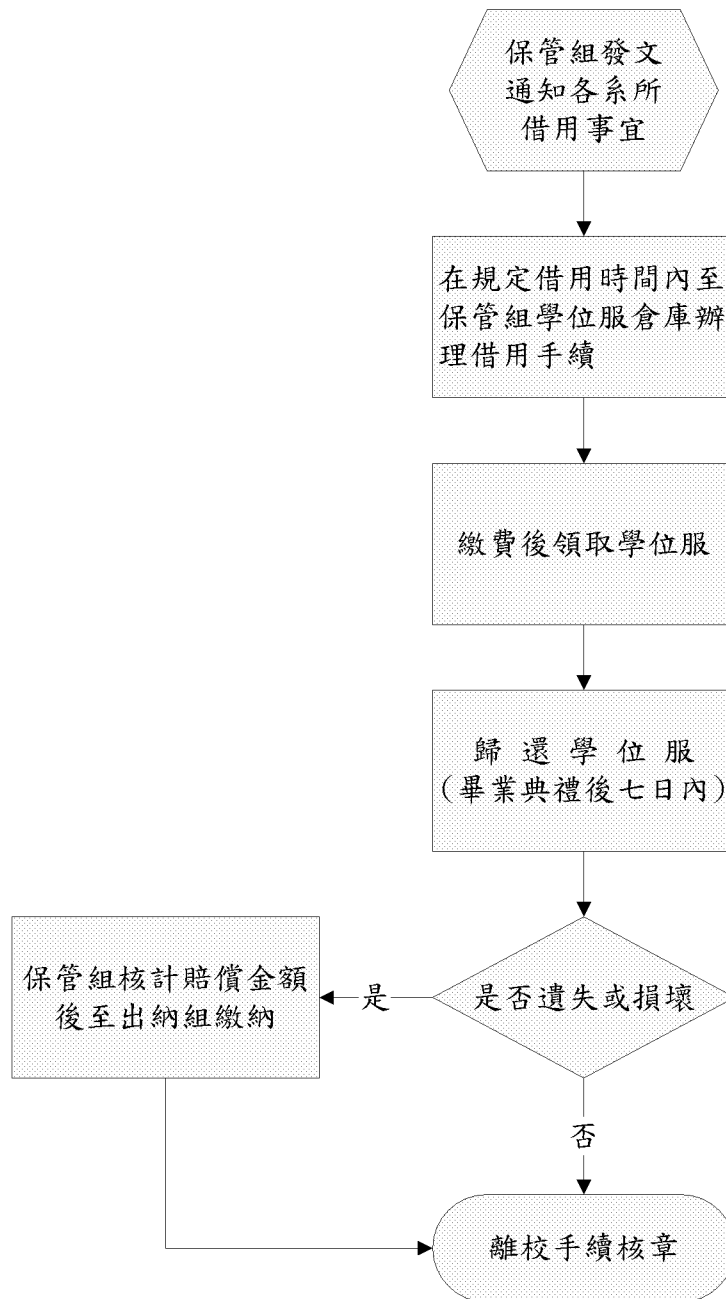 保管組發文
通知各系所
借用事宜
在規定借用時間內至
保管組學位服倉庫辦
理借用手續
繳費後領取學位服
歸還學位服
(畢業典禮後七日內)
是否遺失或損壞
是
保管組核計賠償金額
後至出納組繳納
否
離校手續核章